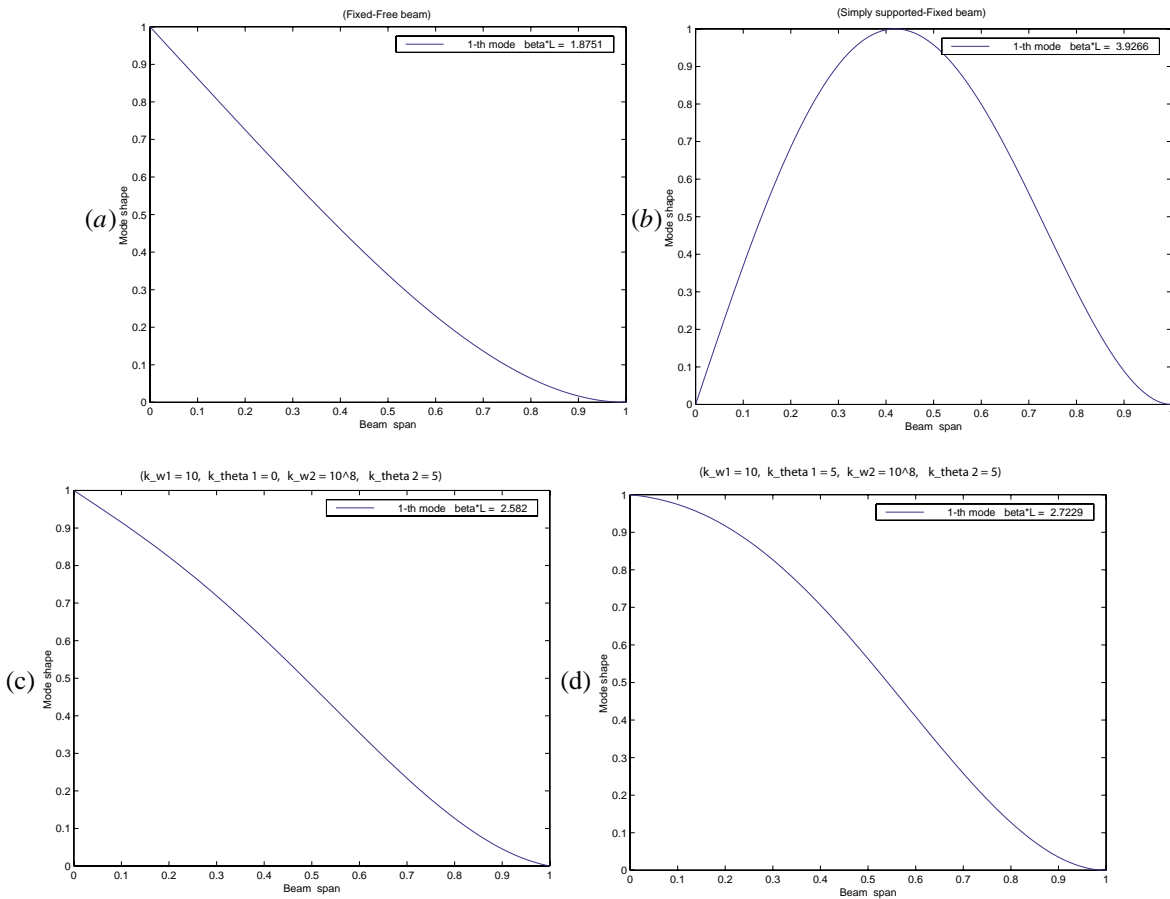 (Fixed-Free beam)
1-th mode beta*L = 1.8751
1
0.9
0.8
0.7
0.6
0.5
0.4
0.3
0.2
0.1
0
Mode shape
(a)
0 0.1 0.2 0.3 0.4 0.5 0.6 0.7 0.8 0.9 1
Beam span
(Simply supported-Fixed beam)
1-th mode beta*L = 3.9266
1
0.9
0.8
0.7
0.6
0.5
0.4
0.3
0.2
0.1
0
Mode shape
(b)
0 0.1 0.2 0.3 0.4 0.5 0.6 0.7 0.8 0.9 1
Beam span
(k_w1 = 10, k_theta 1 = 0, k_w2 = 10^8, k_theta 2 = 5)
1-th mode beta*L = 2.582
1
0.9
0.8
0.7
0.6
0.5
0.4
0.3
0.2
0.1
0
Mode shape
(c)
0 0.1 0.2 0.3 0.4 0.5 0.6 0.7 0.8 0.9 1
Beam span
(k_w1 = 10, k_theta 1 = 5, k_w2 = 10^8, k_theta 2 = 5)
1-th mode beta*L = 2.7229
1
0.9
0.8
0.7
0.6
0.5
0.4
0.3
0.2
0.1
0
Mode shape
(d)
0 0.1 0.2 0.3 0.4 0.5 0.6 0.7 0.8 0.9 1
Beam span